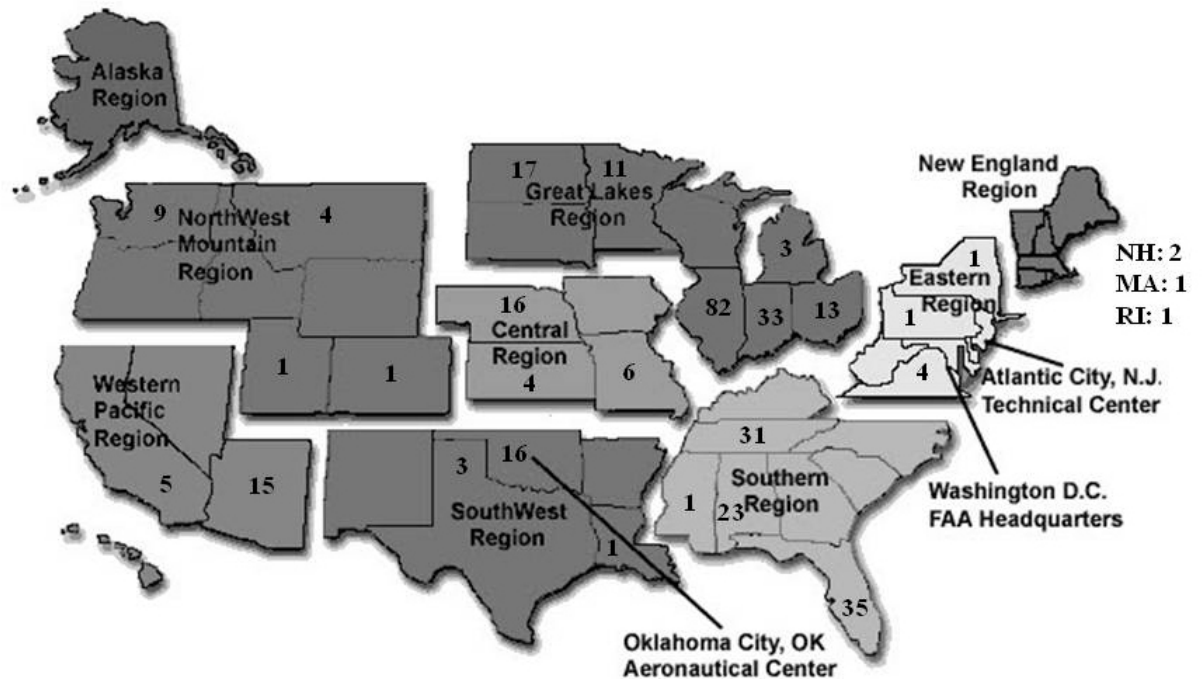 Alaska
Region
17
11
Great Lakes
Region
New England
Region
9
NorthWest
Mountain
Region
4
3
1
Eastern
Region
NH: 2
MA: 1
RI: 1
16
Central
Region
82
33
13
1
1
1
4
6
4
Atlantic City, N.J.
Technical Center
Western
Pacific
Region
5
15
3
16
SouthWest
Region
1
31
Southern
Region
1
23
Washington D.C.
FAA Headquarters
35
Oklahoma City, OK
Aeronautical Center